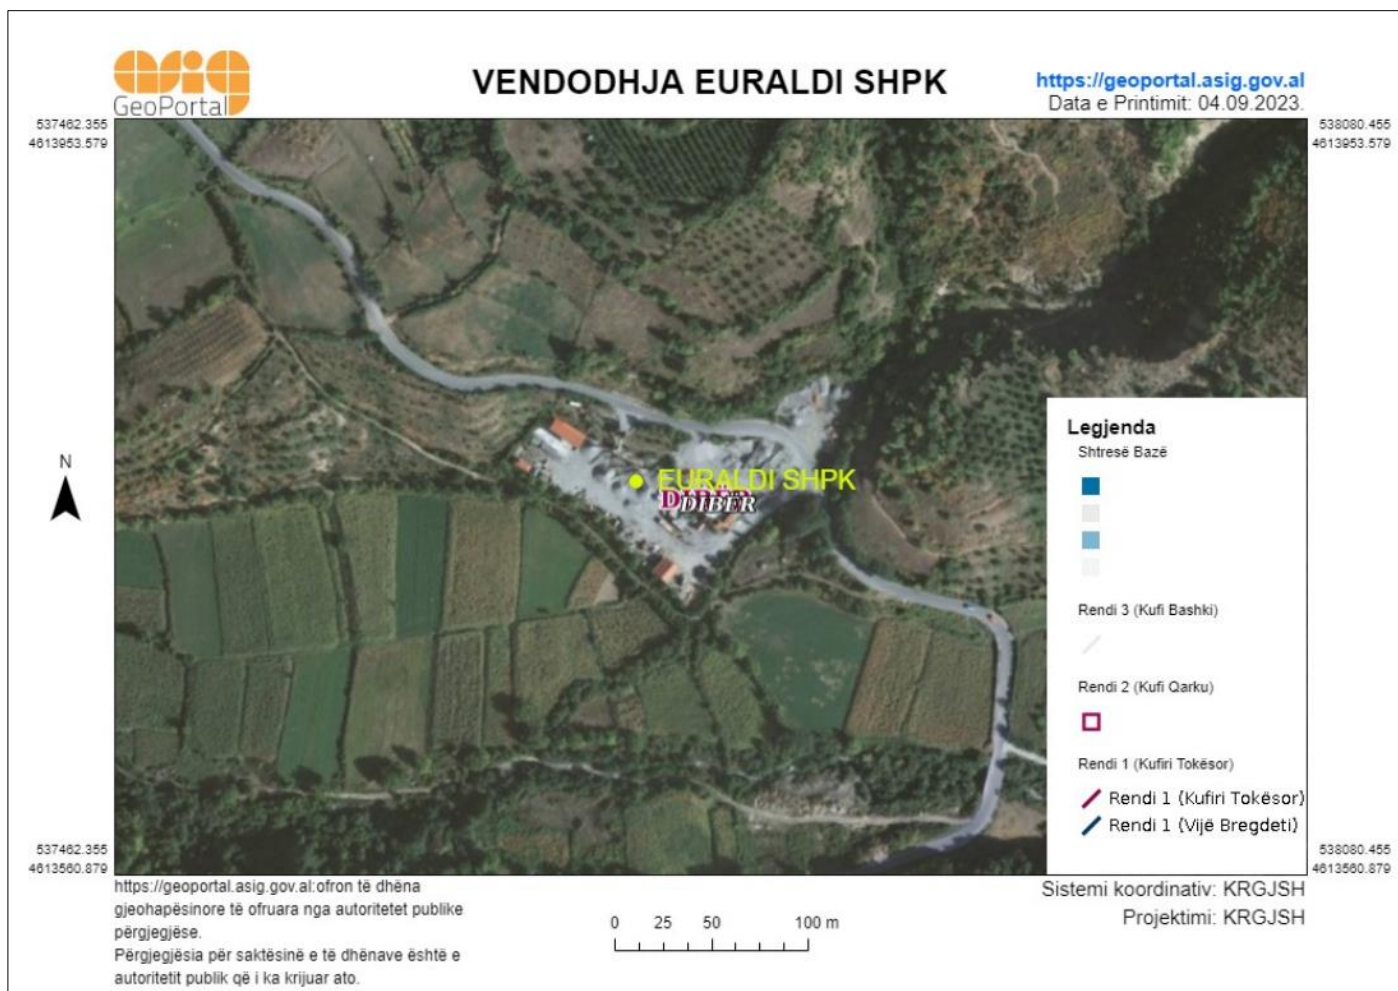 asig
GeoPortal
VENDODHJA EURALDI SHPK
https://geoportal.asig.gov.al
Data e Printimit: 04.09.2023.
537462.355
4613953.579
538080.455
4613953.579
N
EURALDI SHPK
DIBËR
DIBËR
Legjenda
Shtresë Bazë
Rendi 3 (Kufi Bashki)
Rendi 2 (Kufi Qarku)
Rendi 1 (Kufiri Tokësor)
Rendi 1 (Kufiri Tokësor)
Rendi 1 (Vijë Bregdeti)
537462.355
4613560.879
538080.455
4613560.879
https://geoportal.asig.gov.al:ofron të dhëna
gjeohapësinore të ofruara nga autoritetet publike
përgjegjëse.
Përgjegjësia për saktësinë e të dhënave është e
autoritetit publik që i ka krijuar ato.
0 25 50 100 m
Sistemi koordinativ: KRGJSH
Projektimi: KRGJSH